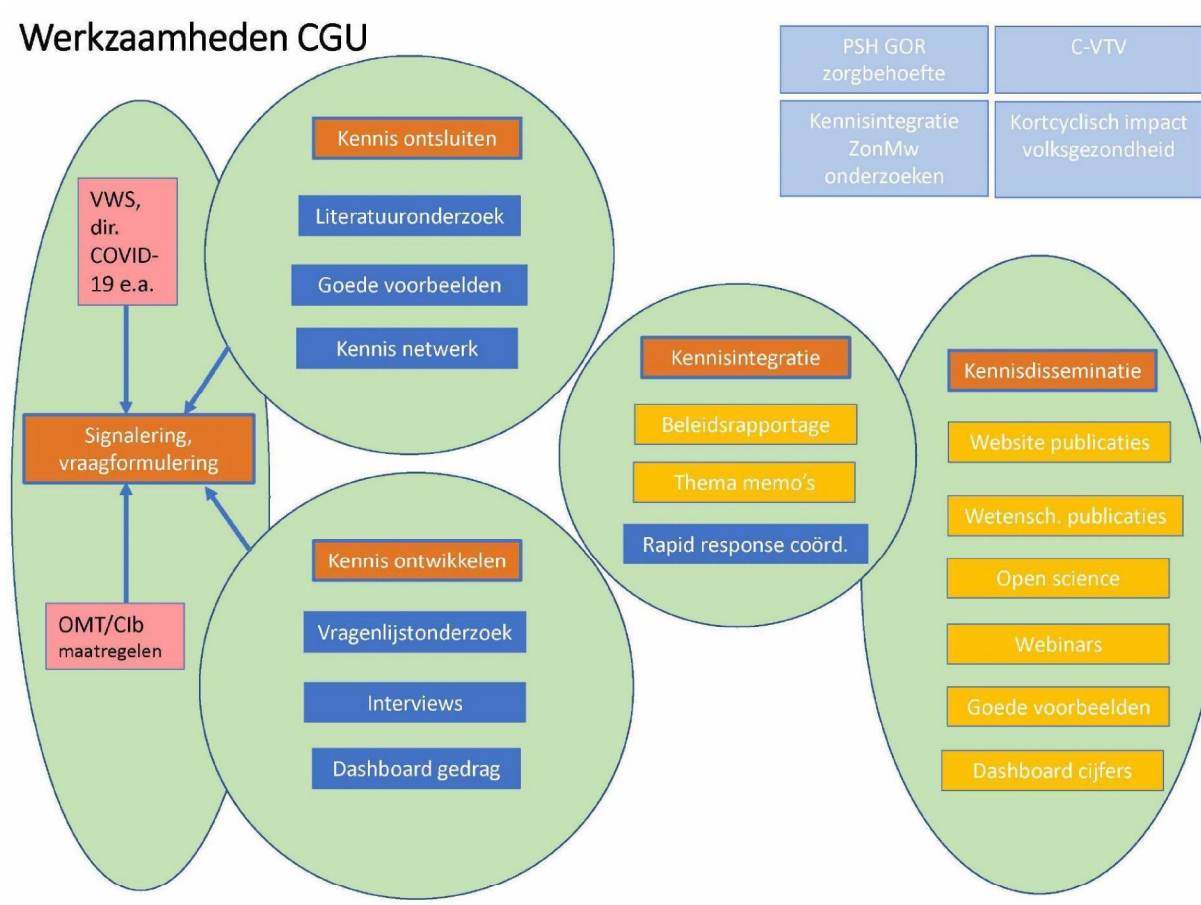 Werkzaamheden CGU
PSH GOR
zorgbehoefte
C-VTV
Kennisintegratie
ZonMw
onderzoeken
Kortcyclisch impact
volksgezondheid
VWS,
dir.
COVID-
19 e.a.
Signalering,
vraagformulering
OMT/CIb
maatregelen
Kennis ontsluiten
Literatuuronderzoek
Goede voorbeelden
Kennis netwerk
Kennis ontwikkelen
Vragenlijstonderzoek
Interviews
Dashboard gedrag
Kennisintegratie
Beleidsrapportage
Thema memo's
Rapid response coörd.
Kennisdisseminatie
Website publicaties
Wetensch. publicaties
Open science
Webinars
Goede voorbeelden
Dashboard cijfers